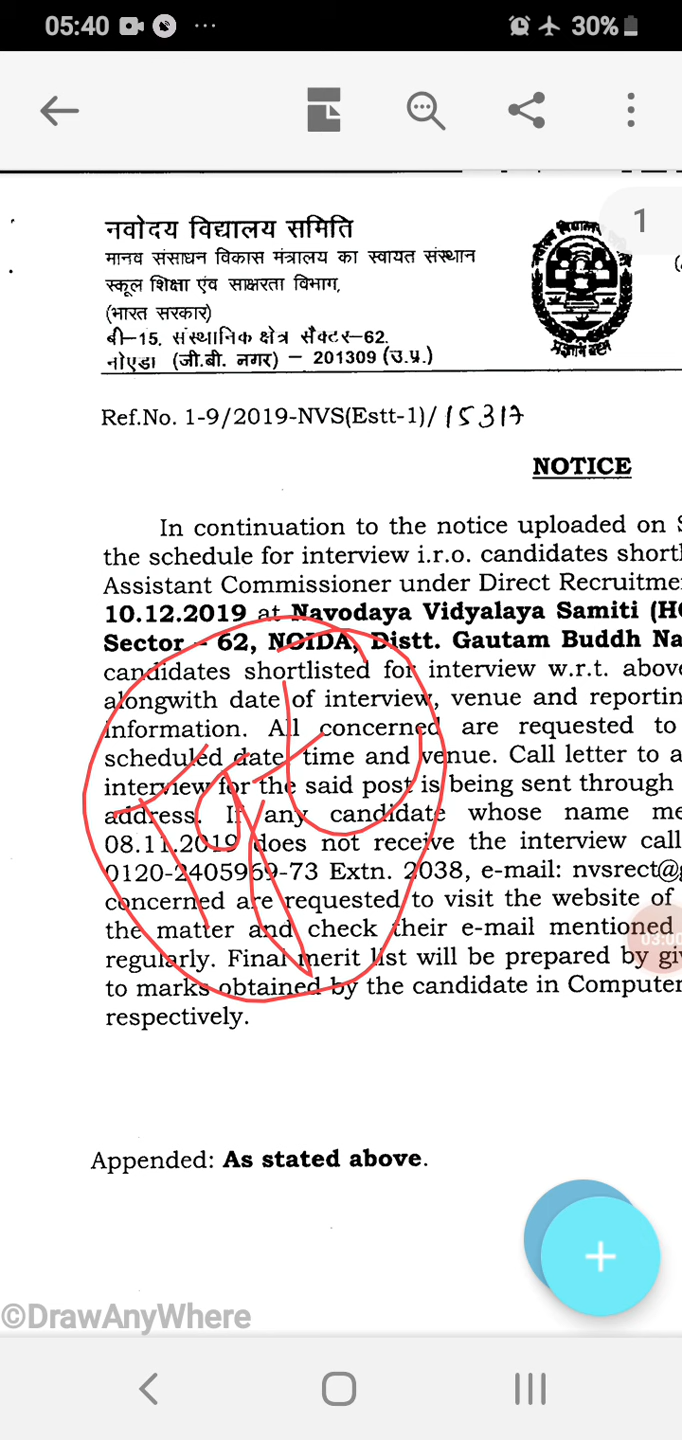 05:40
30%
1
नवोदय विद्यालय समिति
मानव संसाधन विकास मंत्रालय का स्वायत संस्थान
स्कूल शिक्षा एंव साक्षरता विभाग,
(भारत सरकार)
बी–15, संस्थानिक क्षेत्र सैक्टर–62,
नोएडा (जी.बी. नगर) – 201309 (उ.प्र.)
Ref.No. 1-9/2019-NVS(Estt-1)/15317
NOTICE
In continuation to the notice uploaded on S
the schedule for interview i.r.o. candidates shortl
Assistant Commissioner under Direct Recruitme
10.12.2019 at Navodaya Vidyalaya Samiti (HQ
Sector – 62, NOIDA, Distt. Gautam Buddh Na
candidates shortlisted for interview w.r.t. above
alongwith date of interview, venue and reportin
information. All concerned are requested to
scheduled date, time and venue. Call letter to a
interview for the said post is being sent through
address. If any candidate whose name me
08.11.2019 does not receive the interview call
0120-2405969-73 Extn. 2038, e-mail: nvsrect@g
concerned are requested to visit the website of
the matter and check their e-mail mentioned
regularly. Final merit list will be prepared by giv
to marks obtained by the candidate in Computer
respectively.
03:00
Appended: As stated above.
©DrawAnyWhere